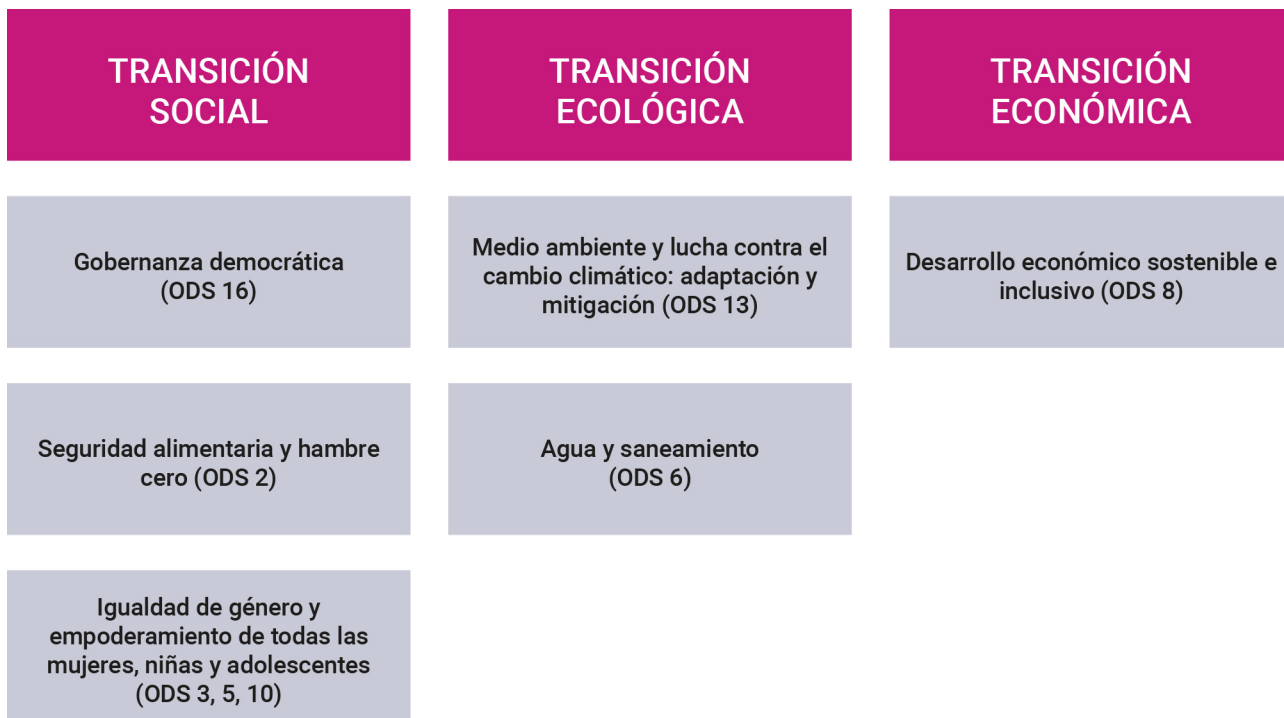 TRANSICIÓN
SOCIAL
Gobernanza democrática
(ODS 16)
Seguridad alimentaria y hambre
cero (ODS 2)
Igualdad de género y
empoderamiento de todas las
mujeres, niñas y adolescentes
(ODS 3, 5, 10)
TRANSICIÓN
ECOLÓGICA
Medio ambiente y lucha contra el
cambio climático: adaptación y
mitigación (ODS 13)
Agua y saneamiento
(ODS 6)
TRANSICIÓN
ECONÓMICA
Desarrollo económico sostenible e
inclusivo (ODS 8)